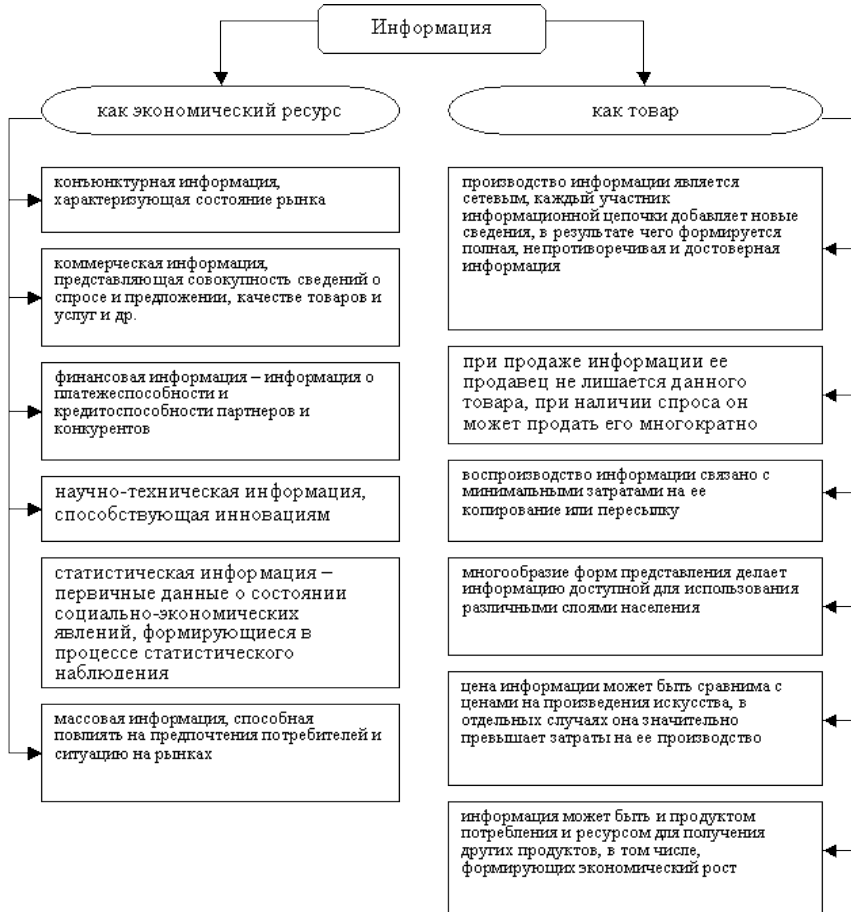 Информация
как экономический ресурс
конъюнктурная информация,
характеризующая состояние рынка
коммерческая информация,
представляющая совокупность сведений о
спросе и предложении, качестве товаров и
услуг и др.
финансовая информация – информация о
платежеспособности и
кредитоспособности партнеров и
конкурентов
научно-техническая информация,
способствующая инновациям
статистическая информация –
первичные данные о состоянии
социально-экономических
явлений, формирующиеся в
процессе статистического
наблюдения
массовая информация, способная
повлиять на предпочтения потребителей и
ситуацию на рынках
как товар
производство информации является
сетевым, каждый участник
информационной цепочки добавляет новые
сведения, в результате чего формируется
полная, непротиворечивая и достоверная
информация
при продаже информации ее
продавец не лишается данного
товара, при наличии спроса он
может продать его многократно
воспроизводство информации связано с
минимальными затратами на ее
копирование или пересылку
многообразие форм представления делает
информацию доступной для использования
различными слоями населения
цена информации может быть сравнима с
ценами на произведения искусства, в
отдельных случаях она значительно
превышает затраты на ее производство
информация может быть и продуктом
потребления и ресурсом для получения
других продуктов, в том числе,
формирующих экономический рост